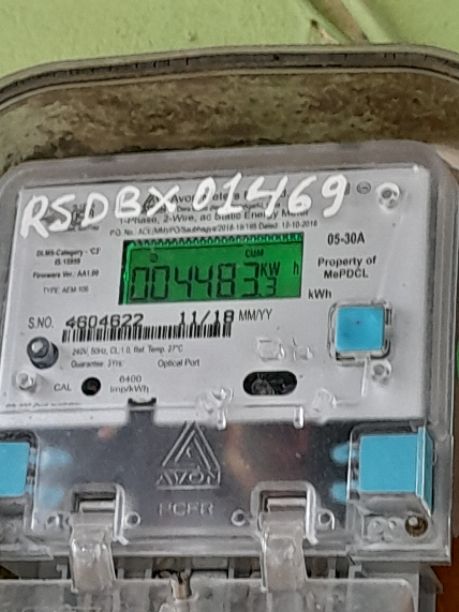 RSDBX01469
1-Phase, 2-Wire, ac Static Energy Meter
05-30A
DLMS-Category - 'C2'
IS:15959
CUM
004483.3 KW h
Property of
MePDCL
Firmware Ver.: AA1.00
TYPE: AEM 105
kWh
S.NO. 4604622 11/18 MM/YY
240V, 50Hz, CL:1.0, Ref. Temp. 27°C
Optical Port
CAL 6400
imp/kWh
AVON
PCFR